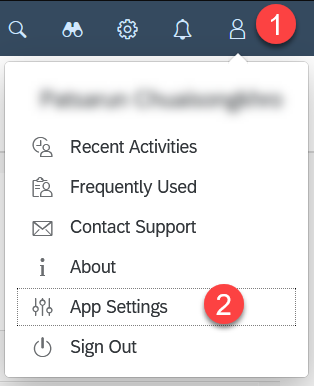 1
Recent Activities
Frequently Used
Contact Support
About
App Settings
2
Sign Out